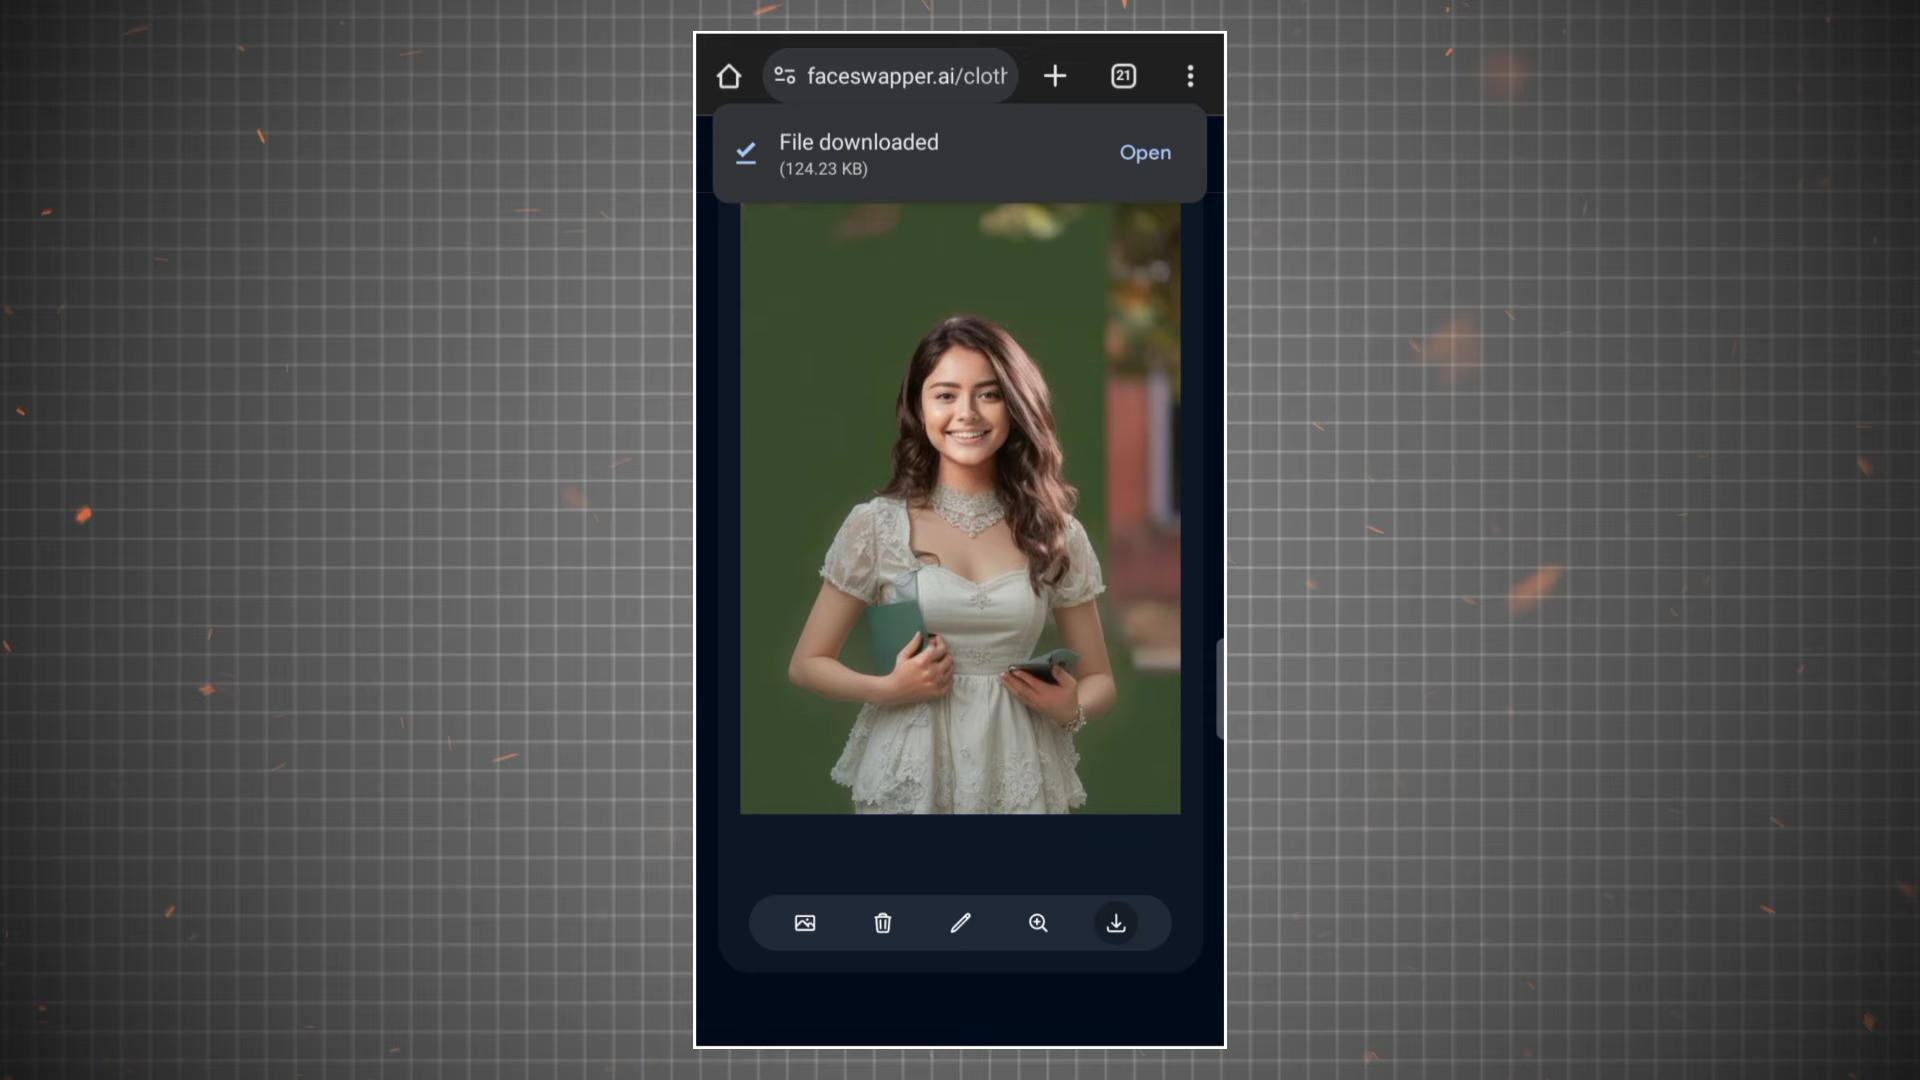 faceswapper.ai/cloth
21
File downloaded
(124.23 KB)
Open